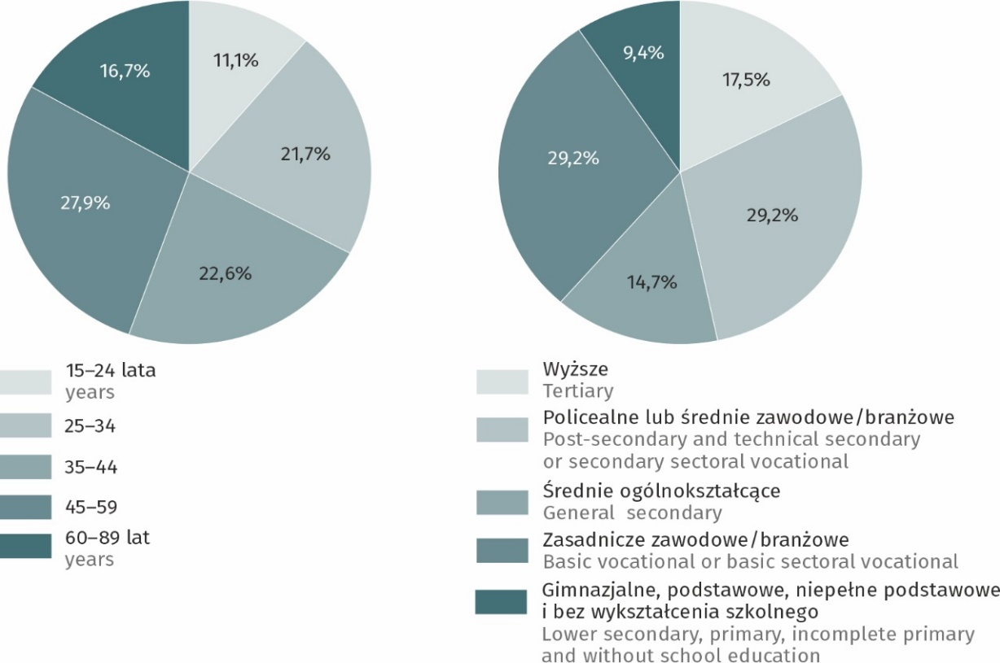 16,7%
11,1%
21,7%
27,9%
22,6%
15–24 lata
years
25–34
35–44
45–59
60–89 lat
years
9,4%
17,5%
29,2%
29,2%
14,7%
Wyższe
Tertiary
Policealne lub średnie zawodowe/branżowe
Post-secondary and technical secondary
or secondary sectoral vocational
Średnie ogólnokształcące
General secondary
Zasadnicze zawodowe/branżowe
Basic vocational or basic sectoral vocational
Gimnazjalne, podstawowe, niepełne podstawowe
i bez wykształcenia szkolnego
Lower secondary, primary, incomplete primary
and without school education